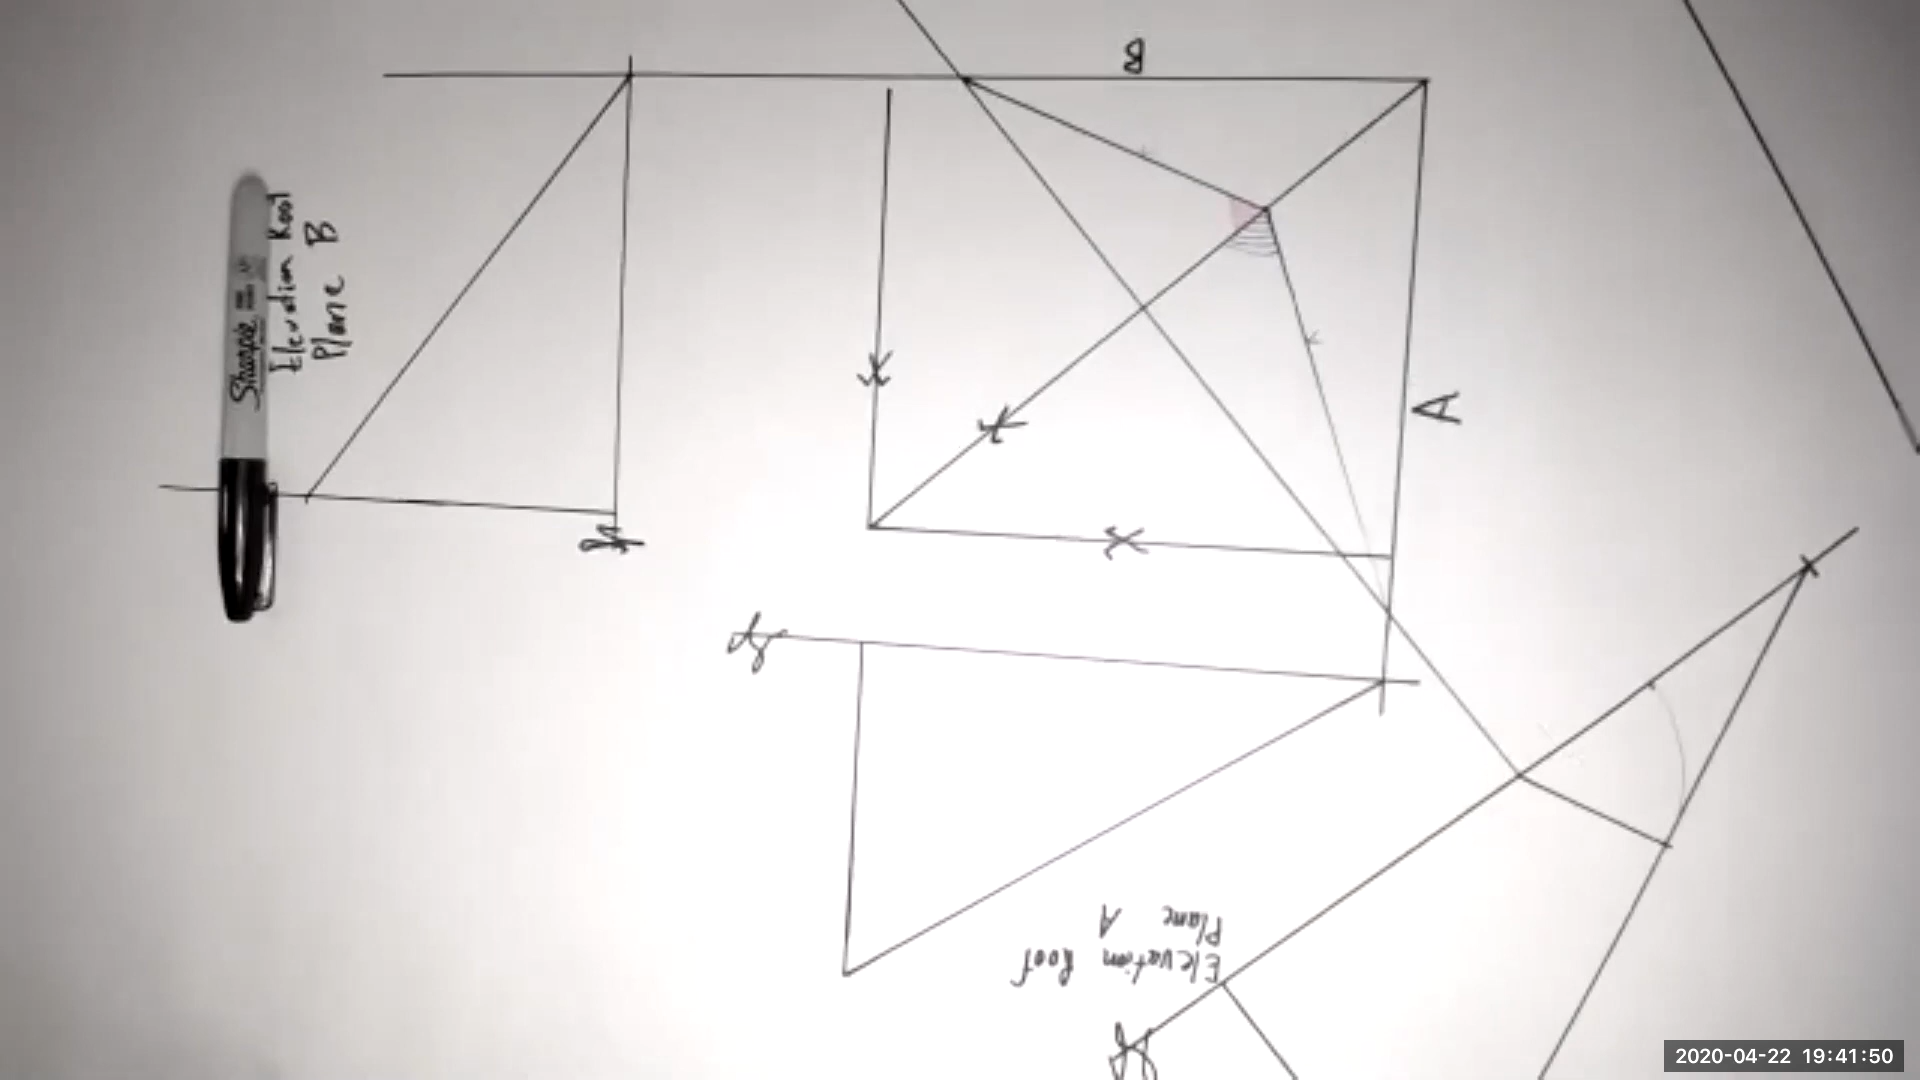 B
Elevation Roof
Plane B
Sharpie
A
Plane A
Elevation Roof
2020-04-22 19:41:50